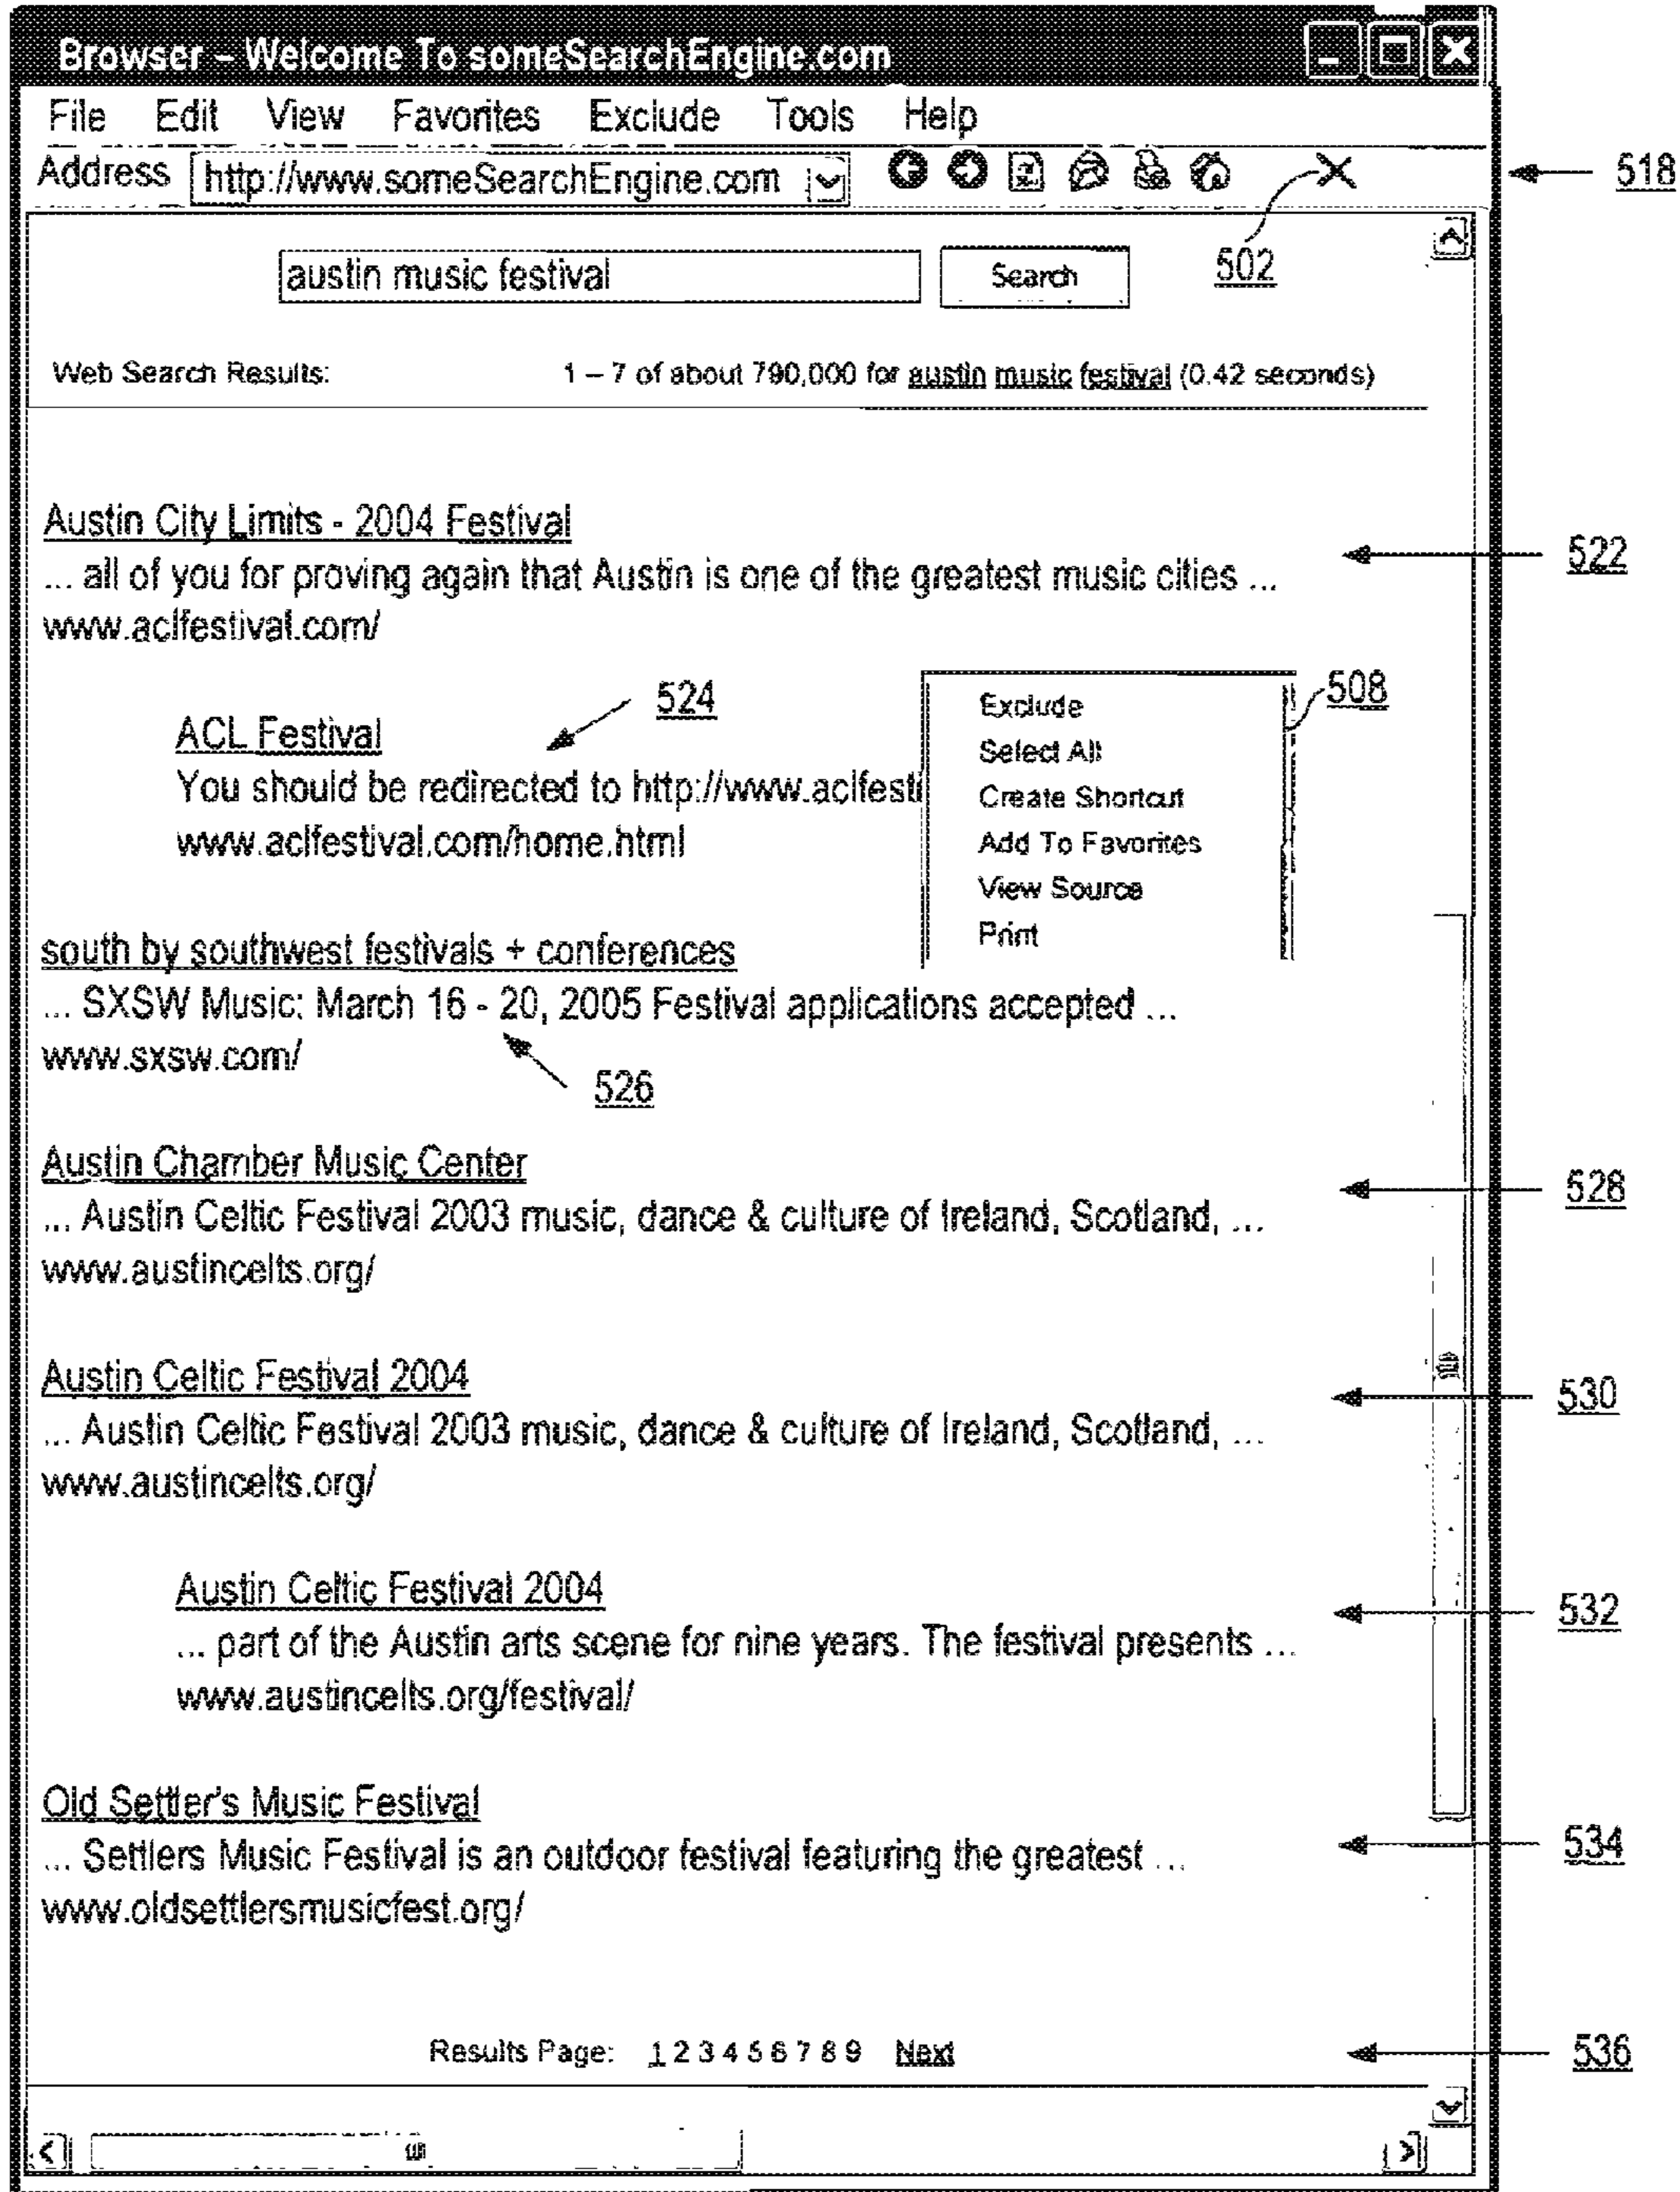 Browser – Welcome To someSearchEngine.com
File Edit View Favorites Exclude Tools Help
Address http://www.someSearchEngine.com
518
502
austin music festival Search
Web Search Results: 1 – 7 of about 790,000 for austin music festival (0.42 seconds)
Austin City Limits - 2004 Festival
... all of you for proving again that Austin is one of the greatest music cities ...
www.aclfestival.com/
522
524
ACL Festival
You should be redirected to http://www.aclfesti
www.aclfestival.com/home.html
508
Exclude
Select All
Create Shortcut
Add To Favorites
View Source
Print
south by southwest festivals + conferences
... SXSW Music: March 16 - 20, 2005 Festival applications accepted ...
www.sxsw.com/
526
Austin Chamber Music Center
... Austin Celtic Festival 2003 music, dance & culture of Ireland, Scotland, ...
www.austincelts.org/
528
Austin Celtic Festival 2004
... Austin Celtic Festival 2003 music, dance & culture of Ireland, Scotland, ...
www.austincelts.org/
530
Austin Celtic Festival 2004
... part of the Austin arts scene for nine years. The festival presents ...
www.austincelts.org/festival/
532
Old Settler's Music Festival
... Settlers Music Festival is an outdoor festival featuring the greatest ...
www.oldsettlersmusicfest.org/
534
Results Page: 1 2 3 4 5 6 7 8 9 Next
536